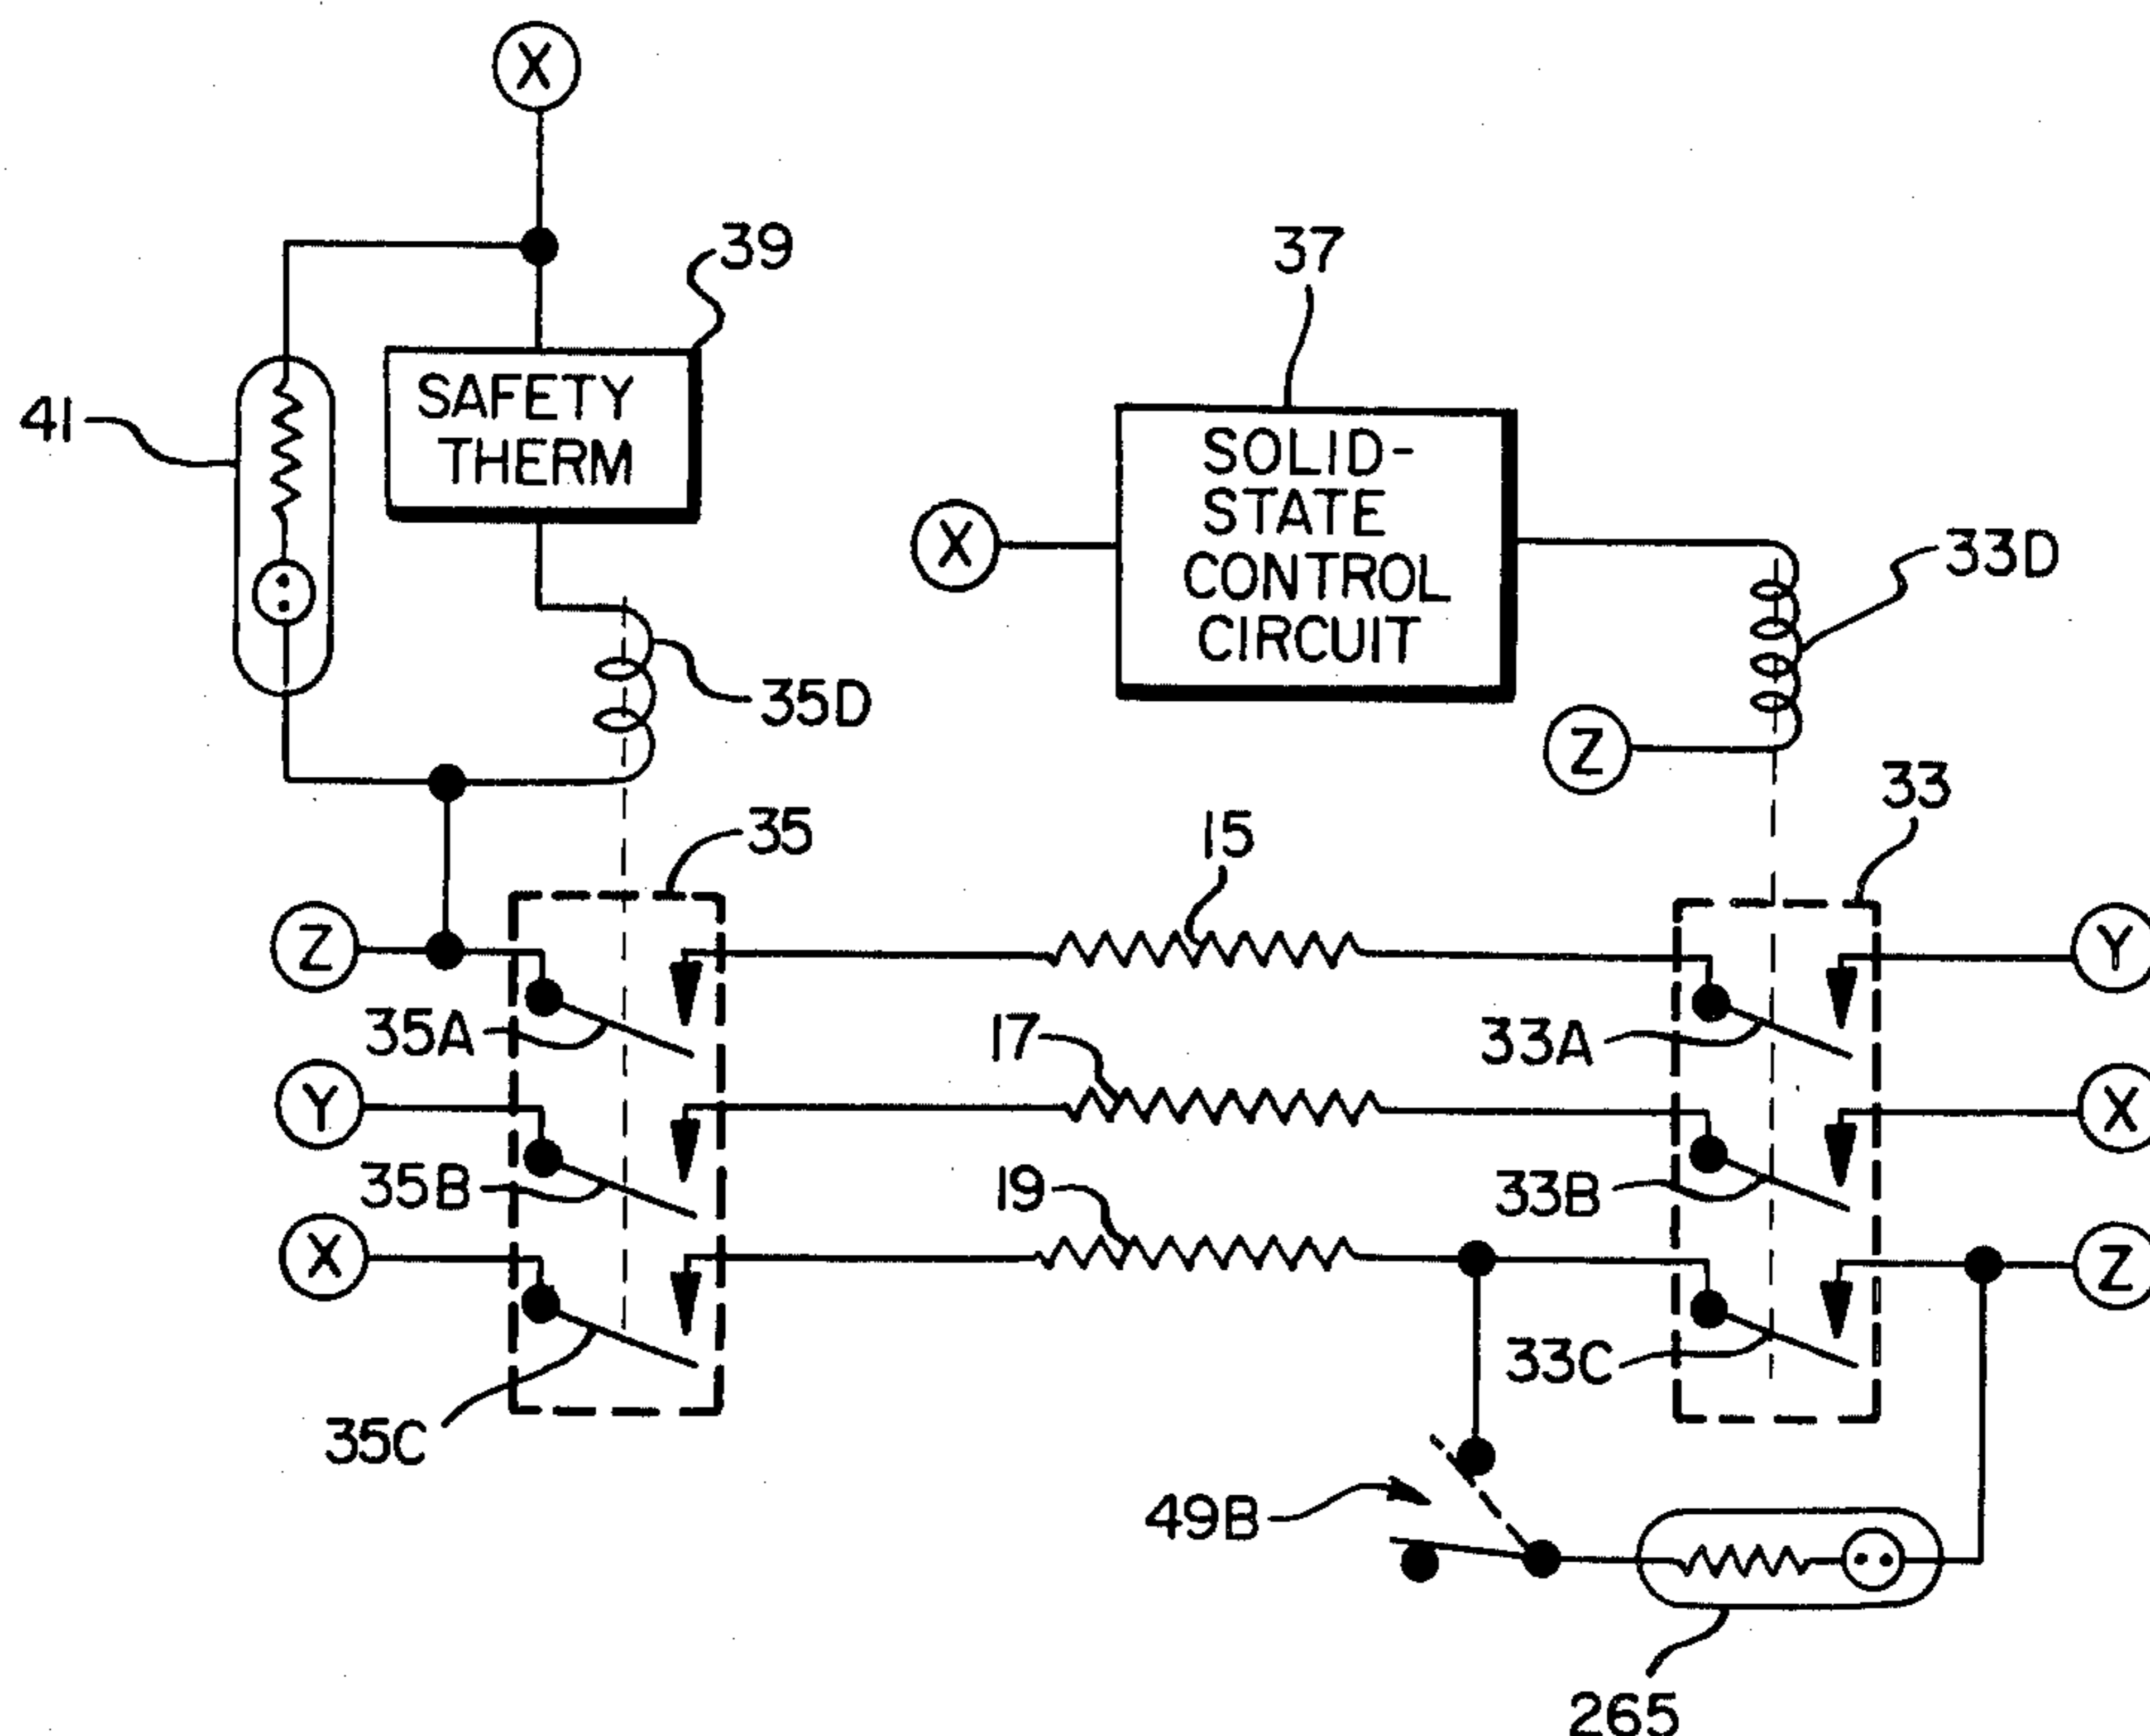 X
39
37
41
SAFETY
THERM
SOLID-
STATE
CONTROL
CIRCUIT
X
33D
35D
Z
33
35
15
Z
Y
35A
17
33A
Y
X
35B
19
33B
X
Z
33C
35C
49B
265